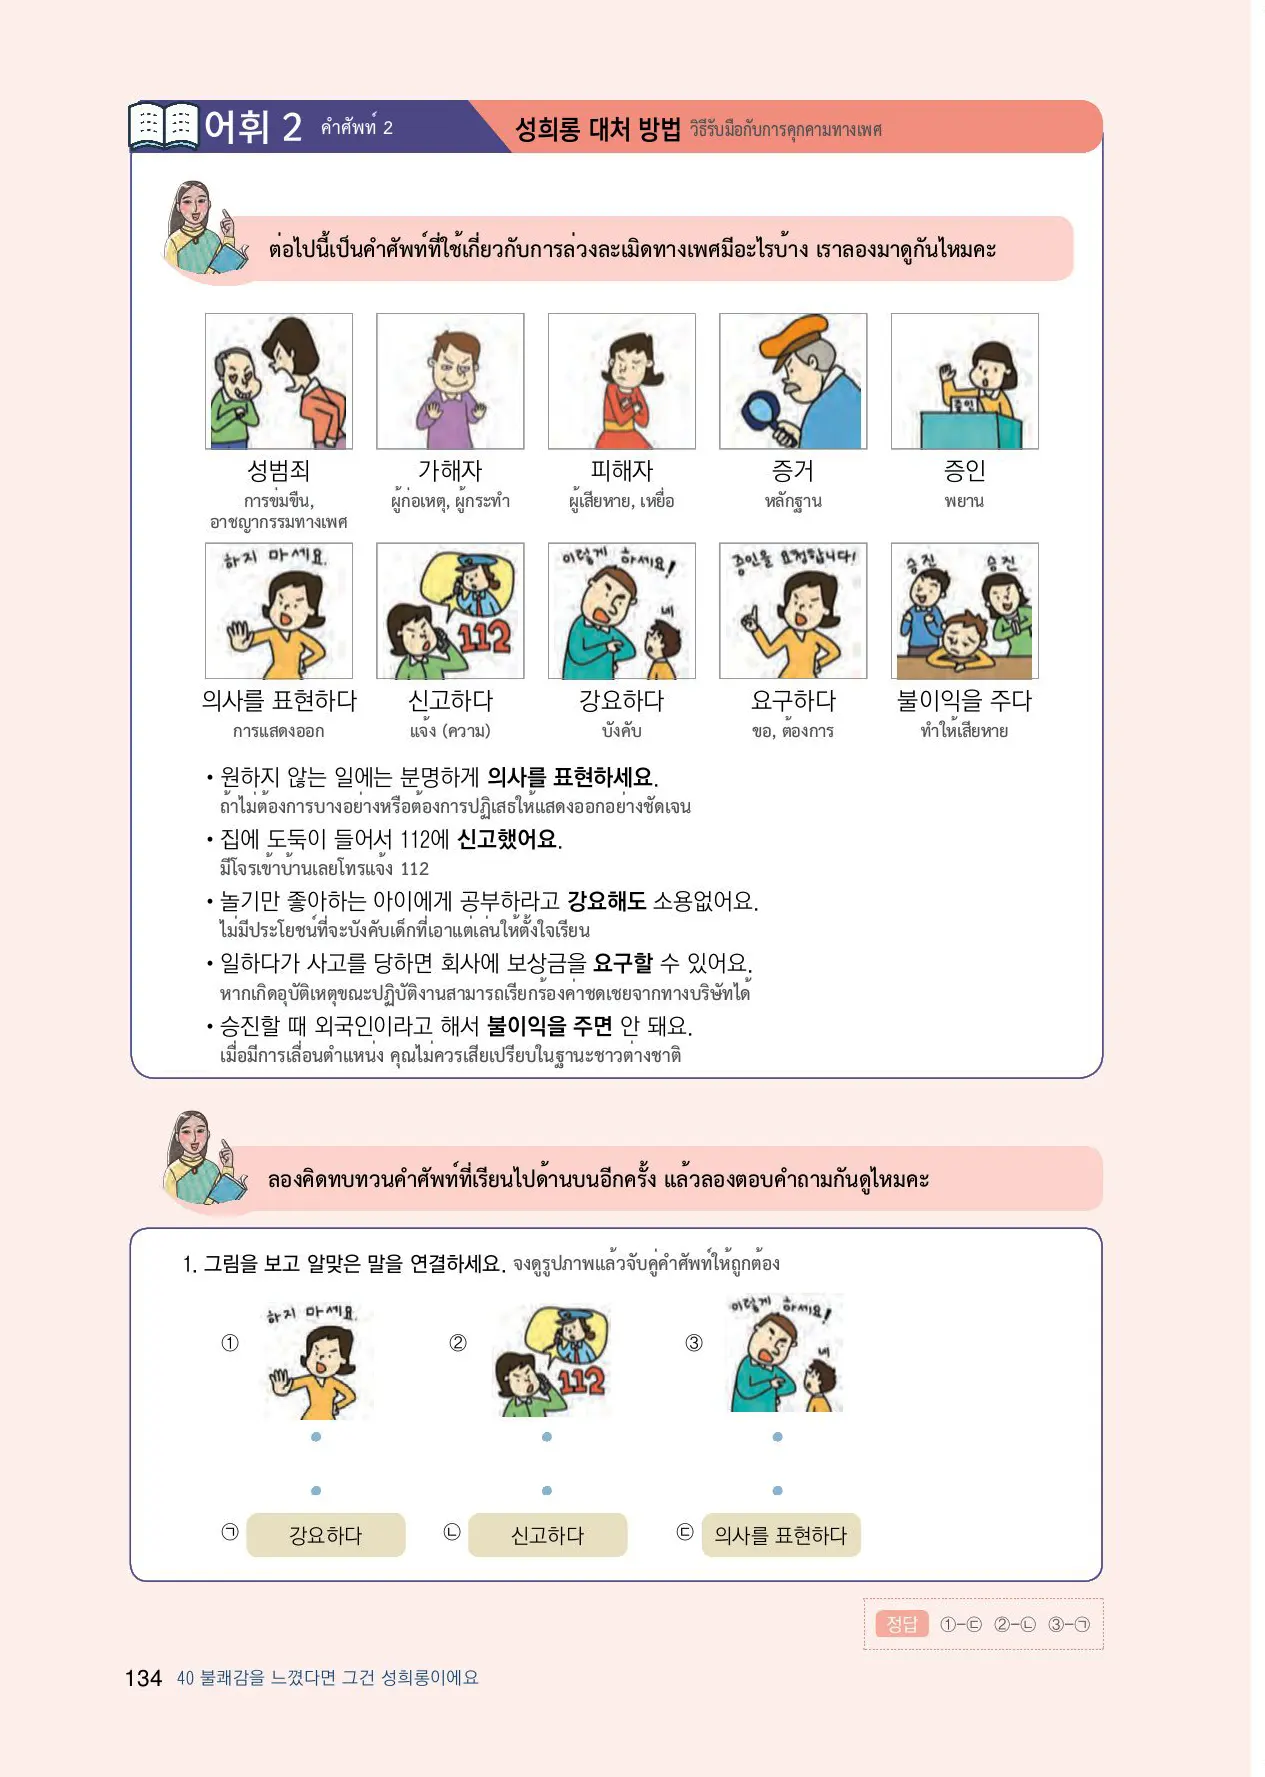 어휘 2 คำศัพท์ 2 성희롱 대처 방법 วิธีรับมือกับการคุกคามทางเพศ
ต่อไปนี้เป็นคำศัพท์ที่ใช้เกี่ยวกับการล่วงละเมิดทางเพศมีอะไรบ้าง เราลองมาดูกันไหมคะ
증인
성범죄 가해자 피해자 증거 증인
การข่มขืน, ผู้ก่อเหตุ, ผู้กระทำ ผู้เสียหาย, เหยื่อ หลักฐาน พยาน
อาชญากรรมทางเพศ
하지 마세요. 이렇게 하세요! 증인을 요청합니다! 승진 승진
네
112
의사를 표현하다 신고하다 강요하다 요구하다 불이익을 주다
การแสดงออก แจ้ง (ความ) บังคับ ขอ, ต้องการ ทำให้เสียหาย
• 원하지 않는 일에는 분명하게 의사를 표현하세요.
ถ้าไม่ต้องการบางอย่างหรือต้องการปฏิเสธให้แสดงออกอย่างชัดเจน
• 집에 도둑이 들어서 112에 신고했어요.
มีโจรเข้าบ้านเลยโทรแจ้ง 112
• 놀기만 좋아하는 아이에게 공부하라고 강요해도 소용없어요.
ไม่มีประโยชน์ที่จะบังคับเด็กที่เอาแต่เล่นให้ตั้งใจเรียน
• 일하다가 사고를 당하면 회사에 보상금을 요구할 수 있어요.
หากเกิดอุบัติเหตุขณะปฏิบัติงานสามารถเรียกร้องค่าชดเชยจากทางบริษัทได้
• 승진할 때 외국인이라고 해서 불이익을 주면 안 돼요.
เมื่อมีการเลื่อนตำแหน่ง คุณไม่ควรเสียเปรียบในฐานะชาวต่างชาติ
ลองคิดทบทวนคำศัพท์ที่เรียนไปด้านบนอีกครั้ง แล้วลองตอบคำถามกันดูไหมคะ
1. 그림을 보고 알맞은 말을 연결하세요. จงดูรูปภาพแล้วจับคู่คำศัพท์ให้ถูกต้อง
하지 마세요. 이렇게 하세요!
① ② ③
네
112
㉠ 강요하다 ㉡ 신고하다 ㉢ 의사를 표현하다
정답 ①-㉢ ②-㉡ ③-㉠
134 40 불쾌감을 느꼈다면 그건 성희롱이에요